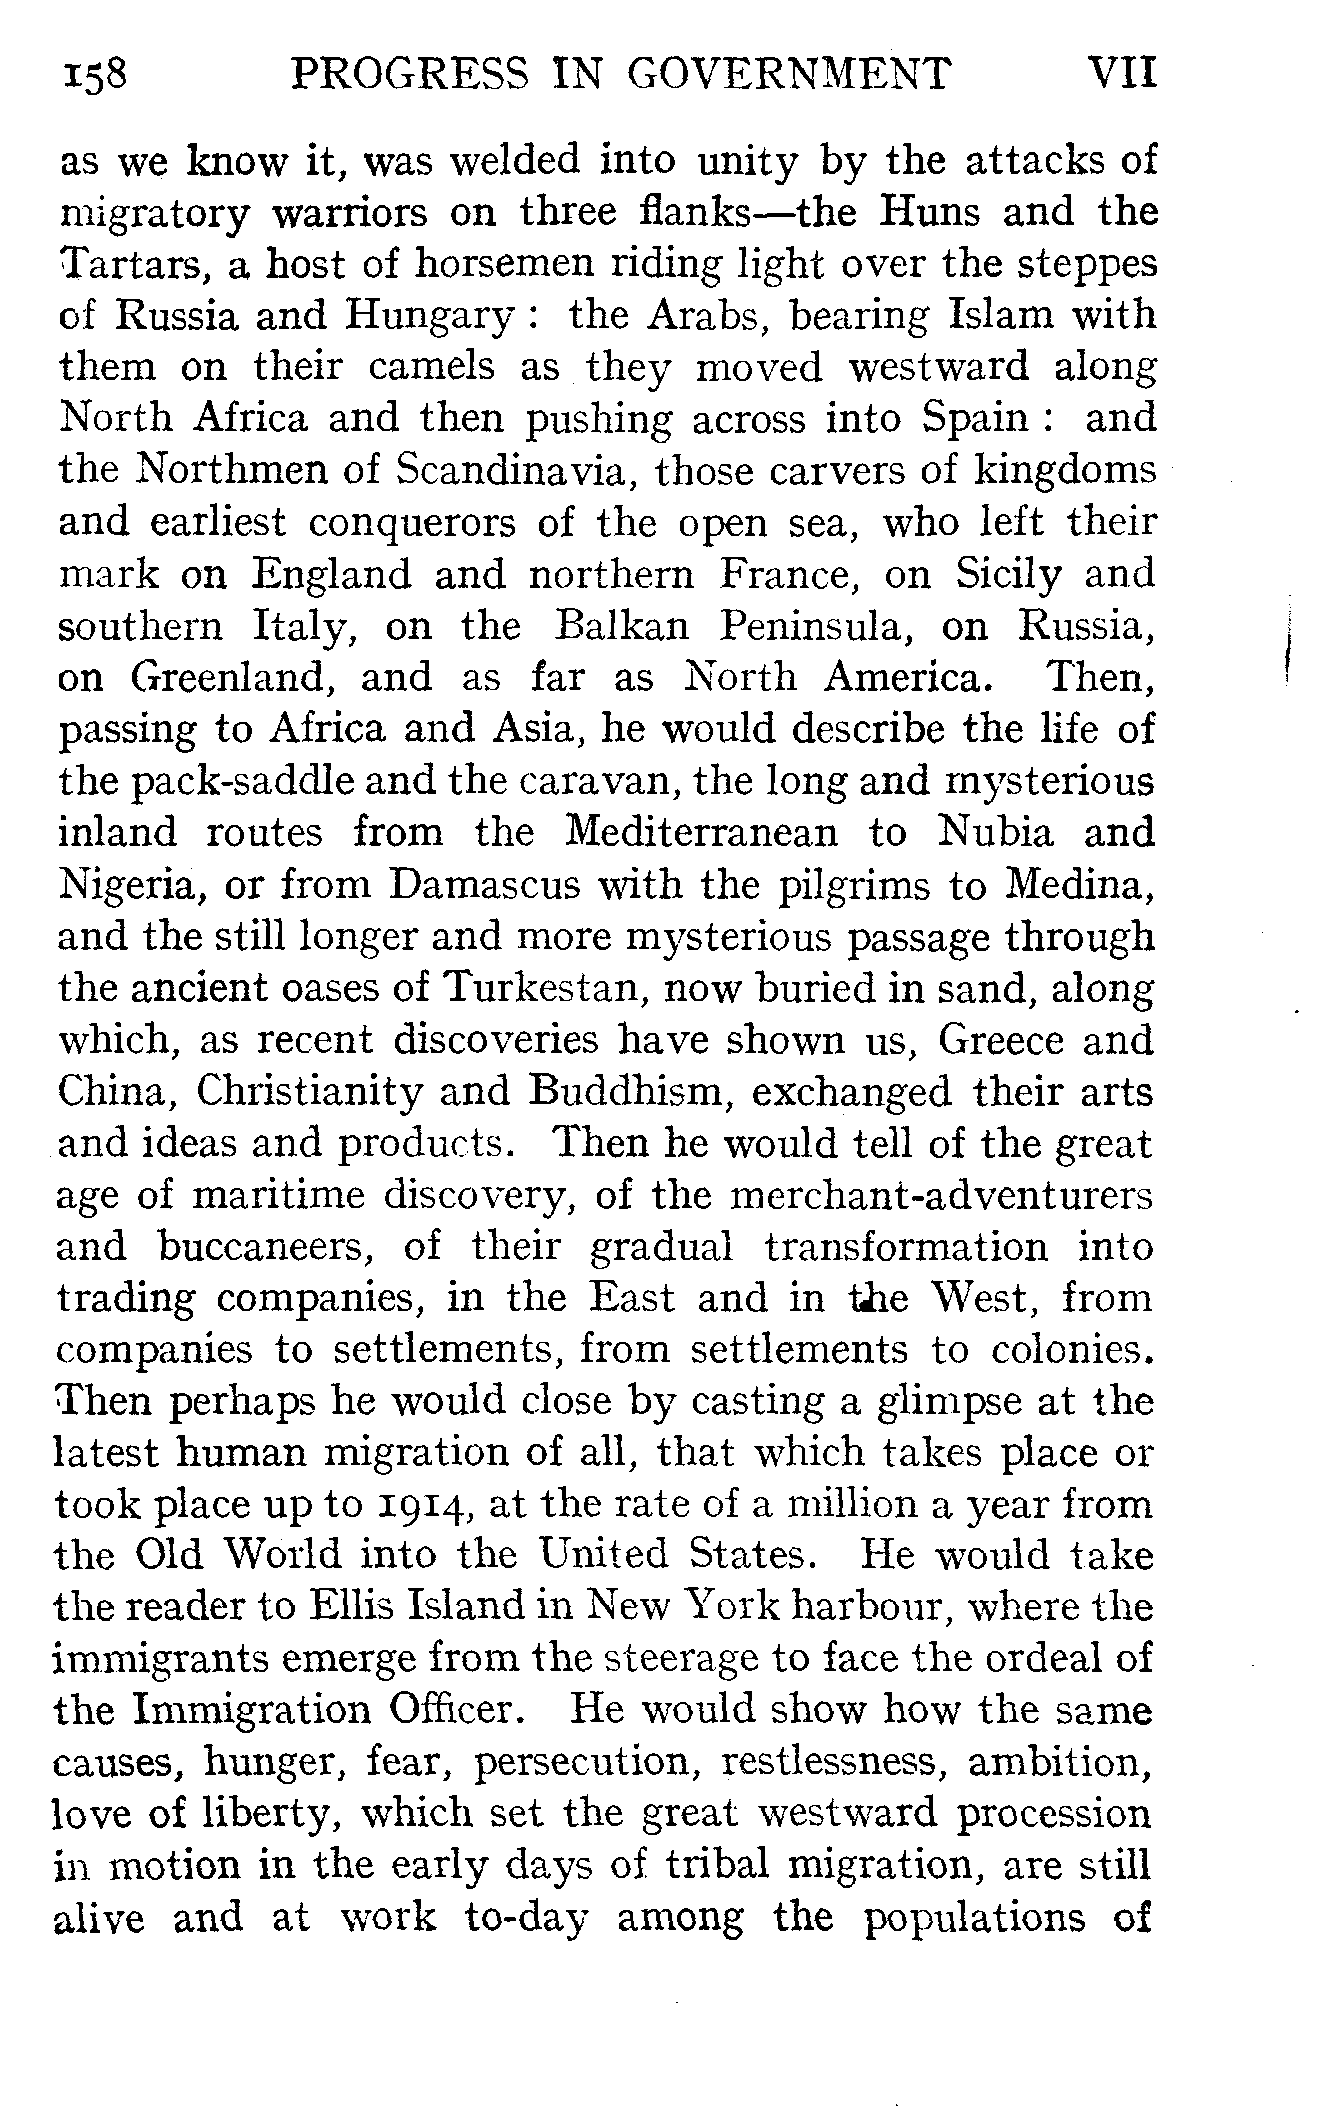 158 PROGRESS IN GOVERNMENT VII
as we know it, was welded into unity by the attacks of
migratory warriors on three flanks—the Huns and the
Tartars, a host of horsemen riding light over the steppes
of Russia and Hungary : the Arabs, bearing Islam with
them on their camels as they moved westward along
North Africa and then pushing across into Spain : and
the Northmen of Scandinavia, those carvers of kingdoms
and earliest conquerors of the open sea, who left their
mark on England and northern France, on Sicily and
southern Italy, on the Balkan Peninsula, on Russia,
on Greenland, and as far as North America. Then,
passing to Africa and Asia, he would describe the life of
the pack-saddle and the caravan, the long and mysterious
inland routes from the Mediterranean to Nubia and
Nigeria, or from Damascus with the pilgrims to Medina,
and the still longer and more mysterious passage through
the ancient oases of Turkestan, now buried in sand, along
which, as recent discoveries have shown us, Greece and
China, Christianity and Buddhism, exchanged their arts
and ideas and products. Then he would tell of the great
age of maritime discovery, of the merchant-adventurers
and buccaneers, of their gradual transformation into
trading companies, in the East and in the West, from
companies to settlements, from settlements to colonies.
Then perhaps he would close by casting a glimpse at the
latest human migration of all, that which takes place or
took place up to 1914, at the rate of a million a year from
the Old World into the United States. He would take
the reader to Ellis Island in New York harbour, where the
immigrants emerge from the steerage to face the ordeal of
the Immigration Officer. He would show how the same
causes, hunger, fear, persecution, restlessness, ambition,
love of liberty, which set the great westward procession
in motion in the early days of tribal migration, are still
alive and at work to-day among the populations of